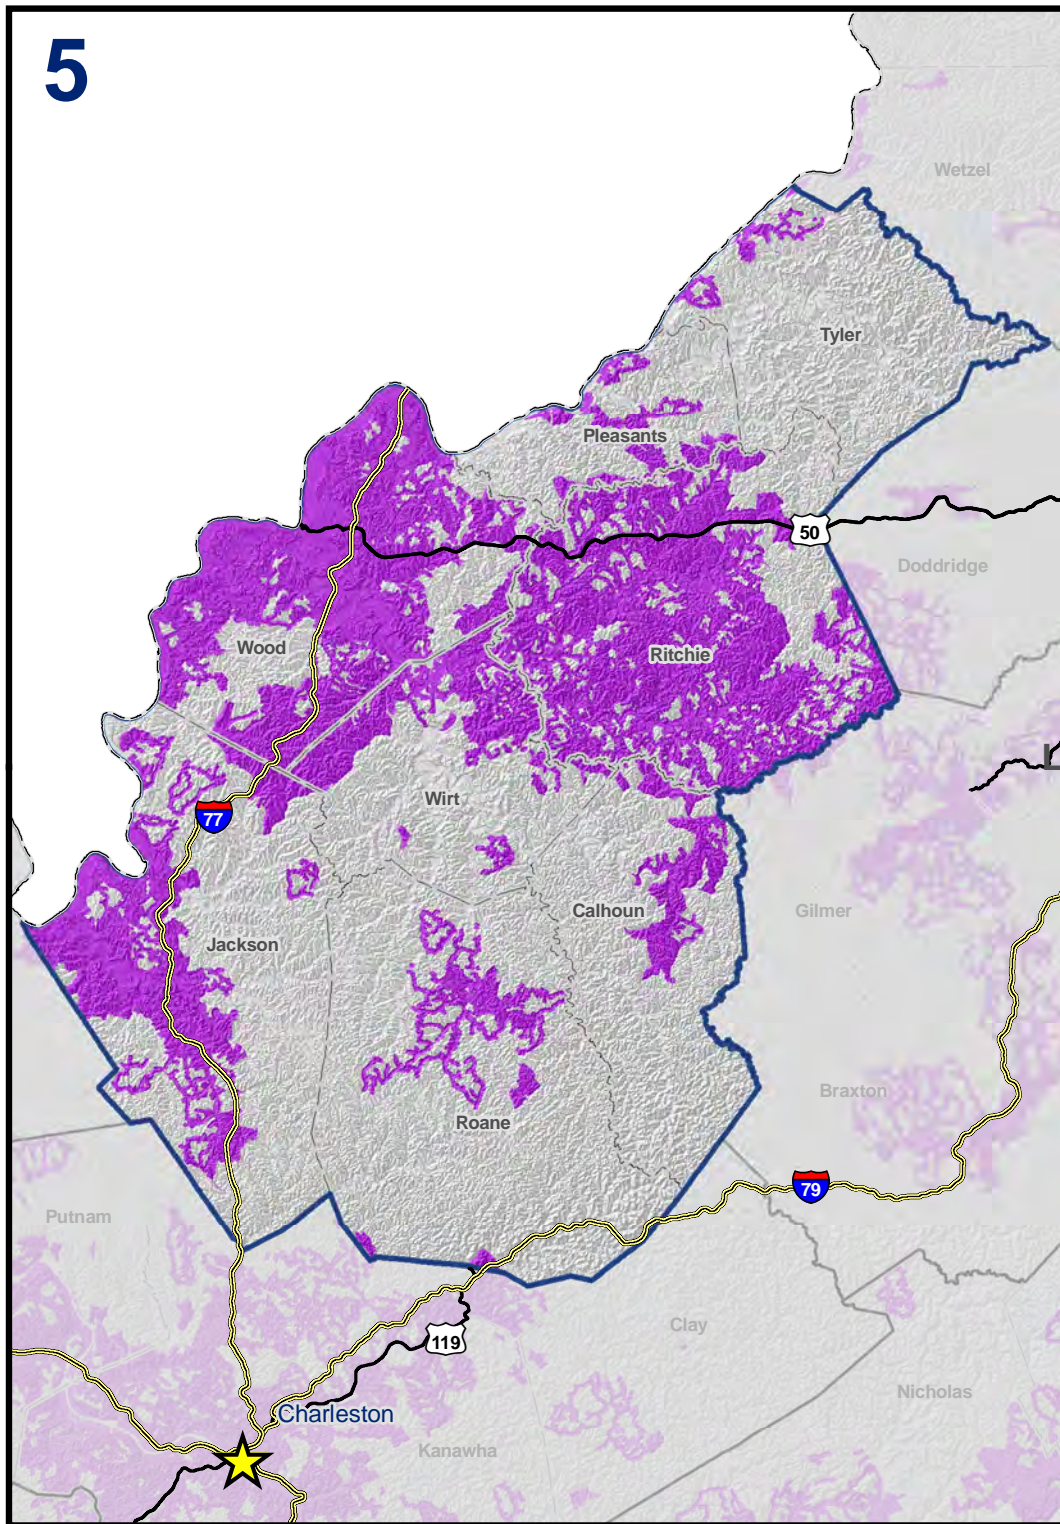 5
Wetzel
Tyler
Pleasants
50
Doddridge
Wood
Ritchie
L
Wirt
77
Calhoun
Gilmer
Jackson
Braxton
Roane
79
Putnam
Clay
119
Nicholas
Charleston
Kanawha